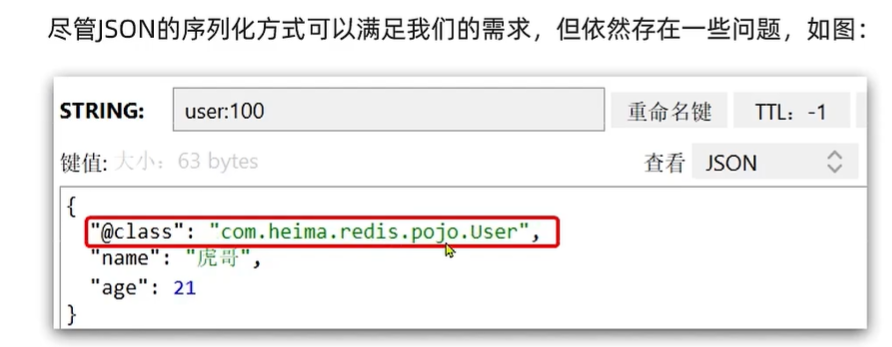 尽管JSON的序列化方式可以满足我们的需求，但依然存在一些问题，如图：
STRING: user:100 重命名键 TTL：-1
键值: 大小：63 bytes 查看 JSON
{
"@class": "com.heima.redis.pojo.User",
"name": "虎哥",
"age": 21
}